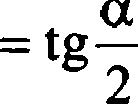 = tg α/2